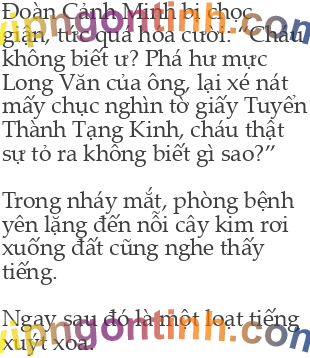 Đoàn Cảnh Minh bị chọc
giận, tức quá hóa cười: “Cháu
không biết ư? Phá hư mực
Long Văn của ông, lại xé nát
mấy chục nghìn tờ giấy Tuyển
Thành Tạng Kinh, cháu thật
sự tỏ ra không biết gì sao?”
Trong nháy mắt, phòng bệnh
yên lặng đến nỗi cây kim rơi
xuống đất cũng nghe thấy
tiếng.
Ngay sau đó là một loạt tiếng
xuýt xoa.